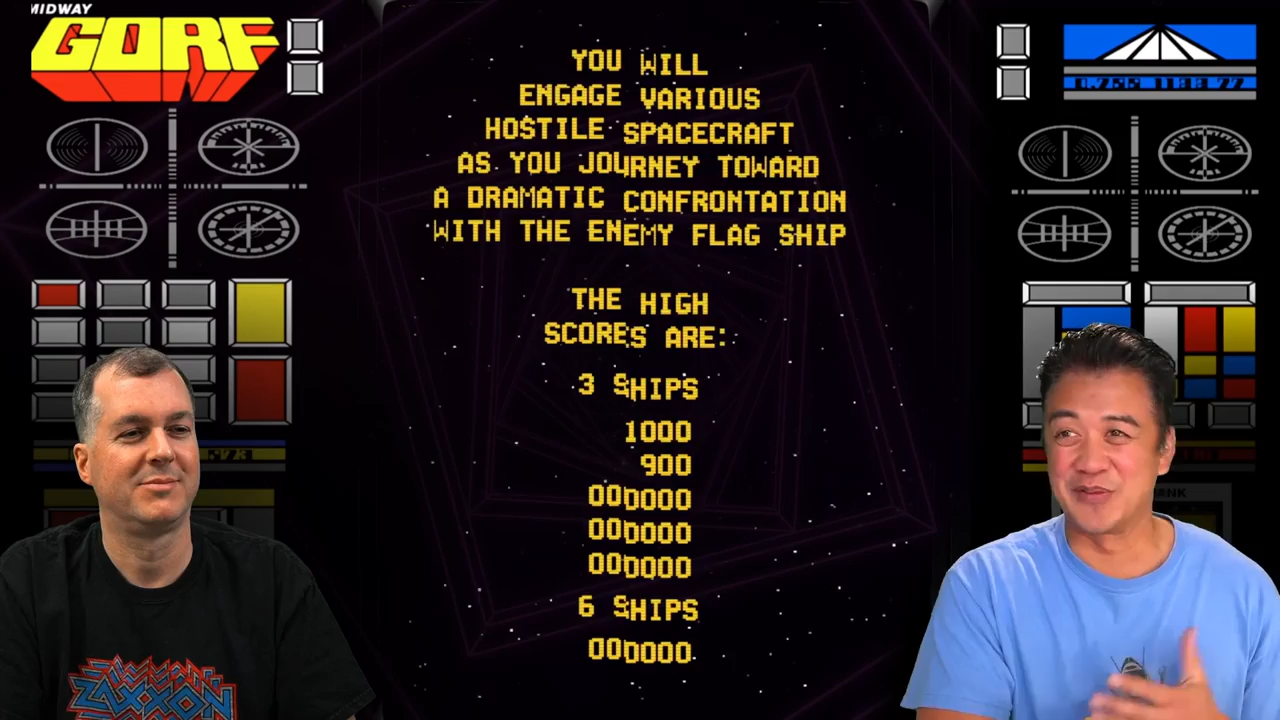 MIDWAY
GORF
YOU WILL
ENGAGE VARIOUS
HOSTILE SPACECRAFT
AS YOU JOURNEY TOWARD
A DRAMATIC CONFRONTATION
WITH THE ENEMY FLAG SHIP
THE HIGH
SCORES ARE:
3 SHIPS
1000
900
000000
000000
000000
6 SHIPS
000000
ZAXXON